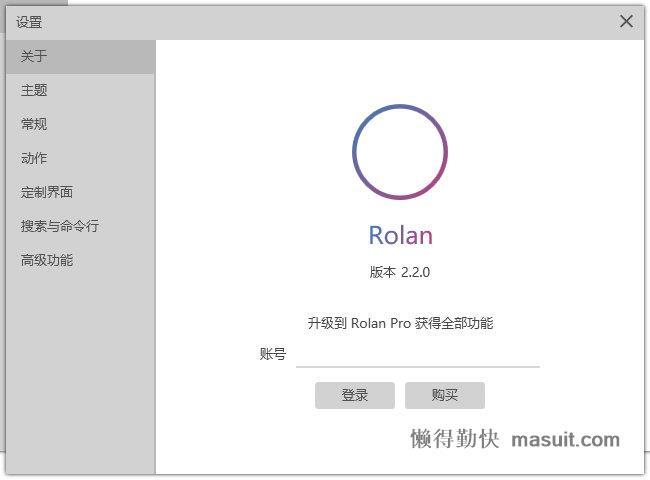 设置
关于
主题
常规
动作
定制界面
搜素与命令行
高级功能
Rolan
版本 2.2.0
升级到 Rolan Pro 获得全部功能
账号
登录 购买
懒得勤快 masuit.com